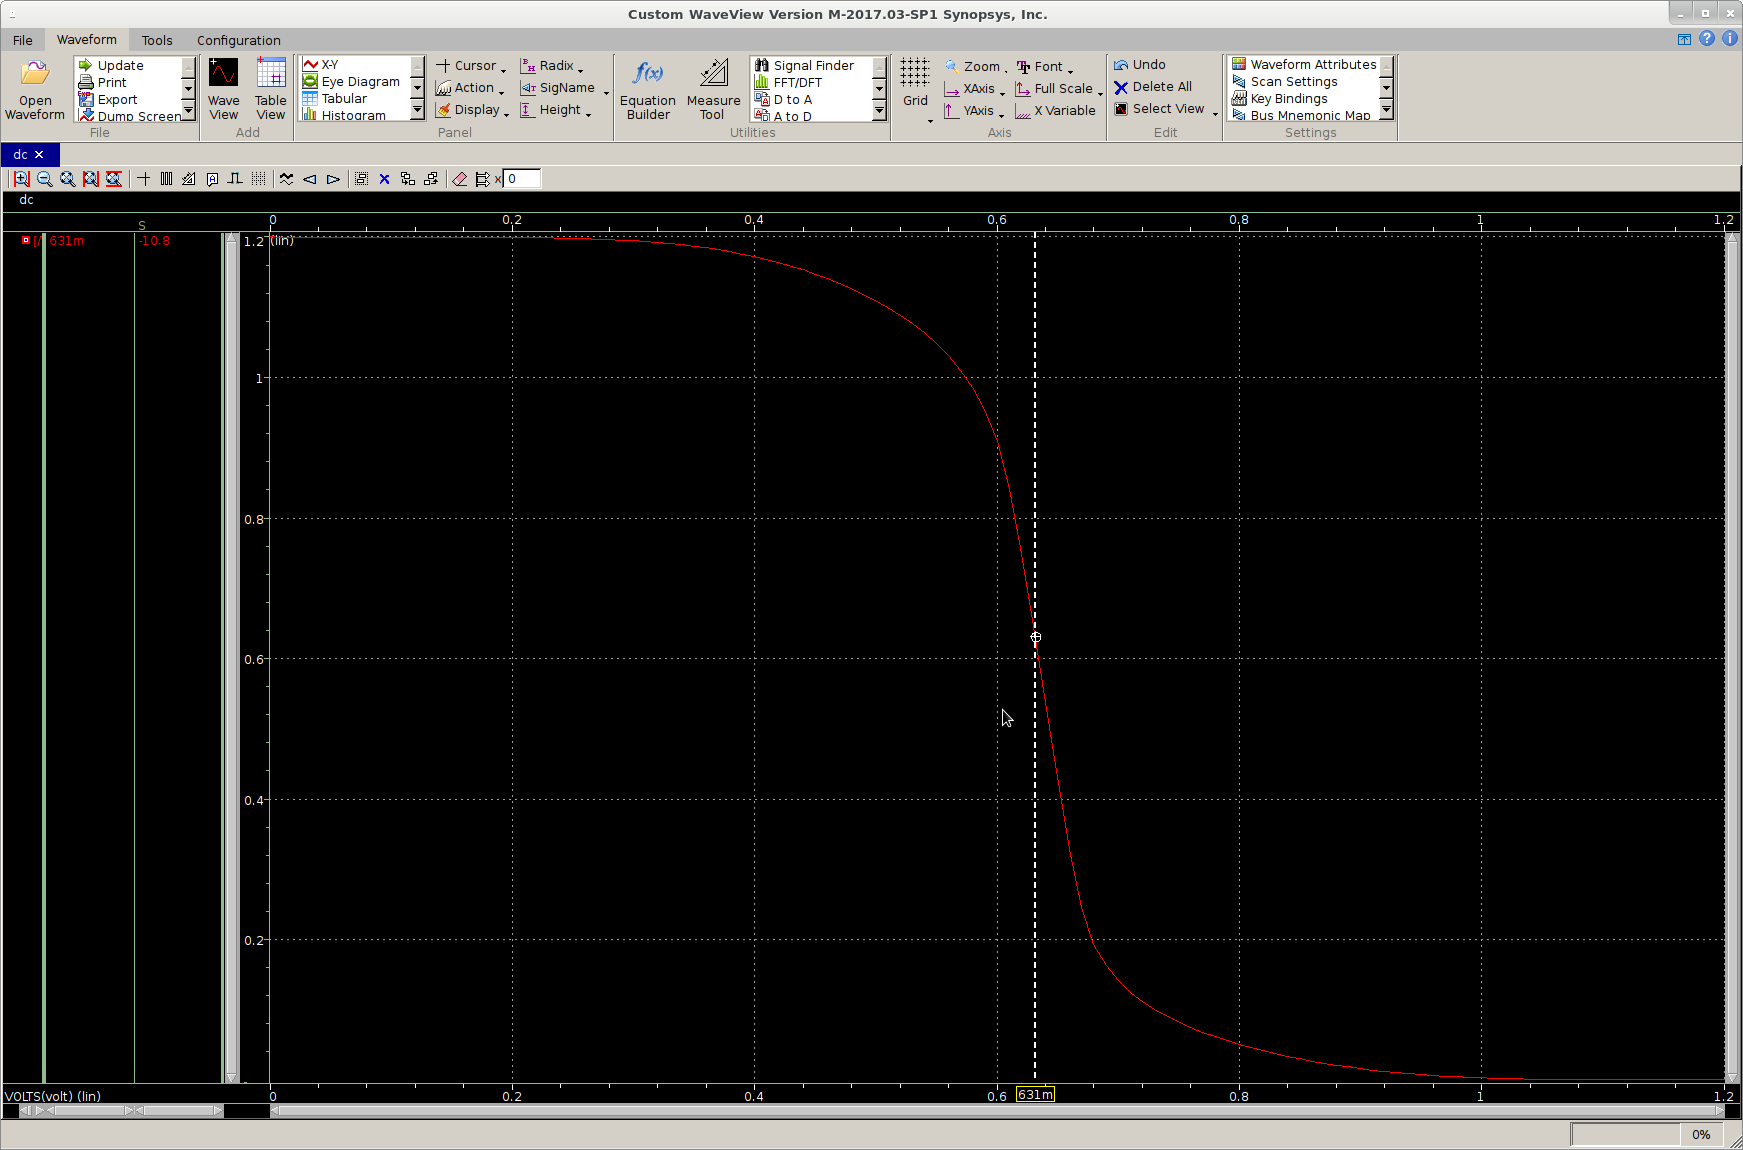 Custom WaveView Version M-2017.03-SP1 Synopsys, Inc.
File Waveform Tools Configuration
Open Waveform
Update
Print
Export
Dump Screen
File
Wave View
Table View
Add
X-Y
Eye Diagram
Tabular
Histogram
Cursor
Action
Display
Radix
SigName
Height
Panel
Equation Builder
Measure Tool
Signal Finder
FFT/DFT
D to A
A to D
Utilities
Grid
Zoom
XAxis
YAxis
Font
Full Scale
X Variable
Axis
Undo
Delete All
Select View
Edit
Waveform Attributes
Scan Settings
Key Bindings
Bus Mnemonic Map
Settings
dc
x 0
dc
S
0 0.2 0.4 0.6 0.8 1 1.2
[/ 631m -10.8
1.2 (lin)
1
0.8
0.6
0.4
0.2
VOLTS(volt) (lin)
0 0.2 0.4 0.6 631m 0.8 1 1.2
0%